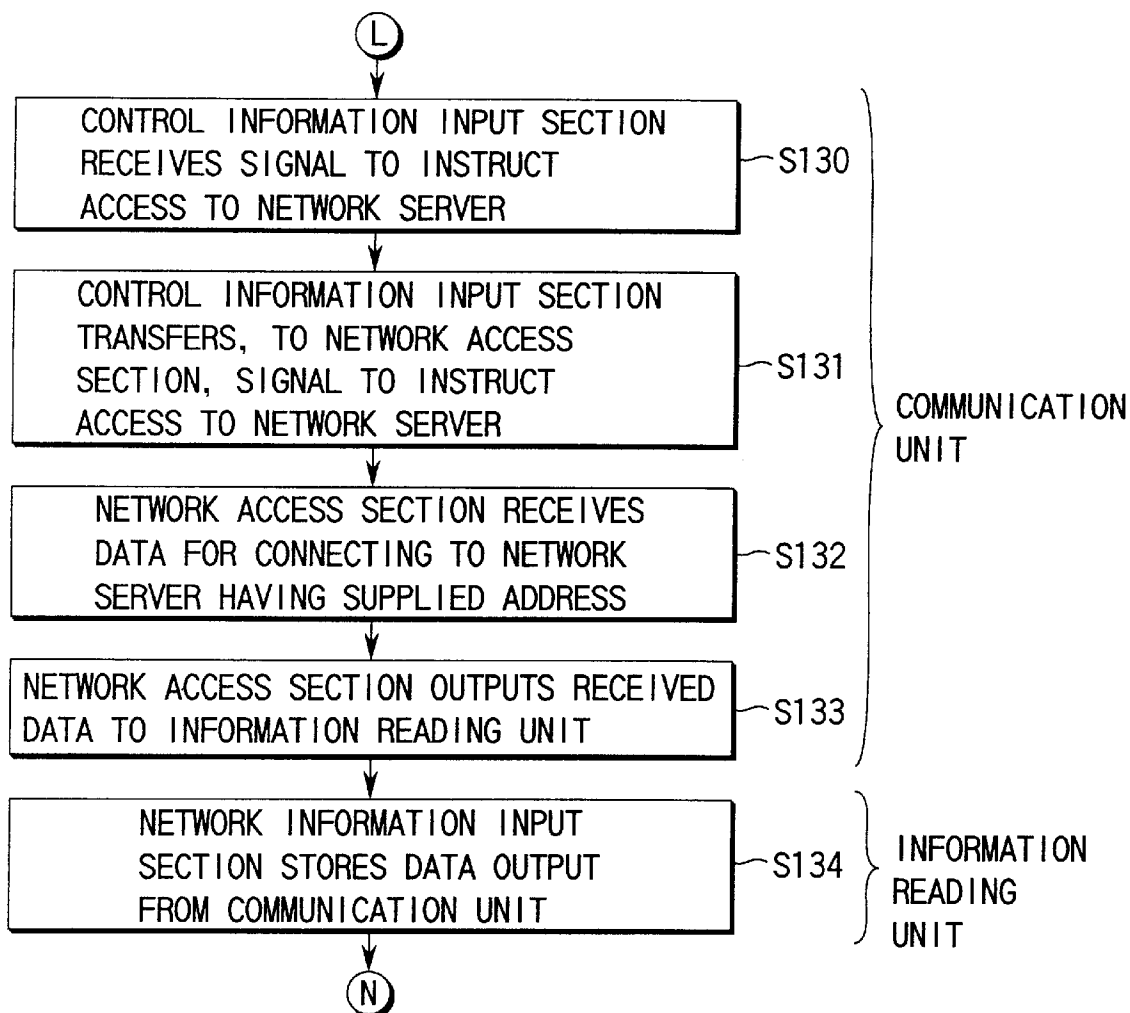 L
CONTROL INFORMATION INPUT SECTION
RECEIVES SIGNAL TO INSTRUCT
ACCESS TO NETWORK SERVER
S130
CONTROL INFORMATION INPUT SECTION
TRANSFERS, TO NETWORK ACCESS
SECTION, SIGNAL TO INSTRUCT
ACCESS TO NETWORK SERVER
S131
COMMUNICATION
UNIT
NETWORK ACCESS SECTION RECEIVES
DATA FOR CONNECTING TO NETWORK
SERVER HAVING SUPPLIED ADDRESS
S132
NETWORK ACCESS SECTION OUTPUTS RECEIVED
DATA TO INFORMATION READING UNIT
S133
NETWORK INFORMATION INPUT
SECTION STORES DATA OUTPUT
FROM COMMUNICATION UNIT
S134
INFORMATION
READING
UNIT
N